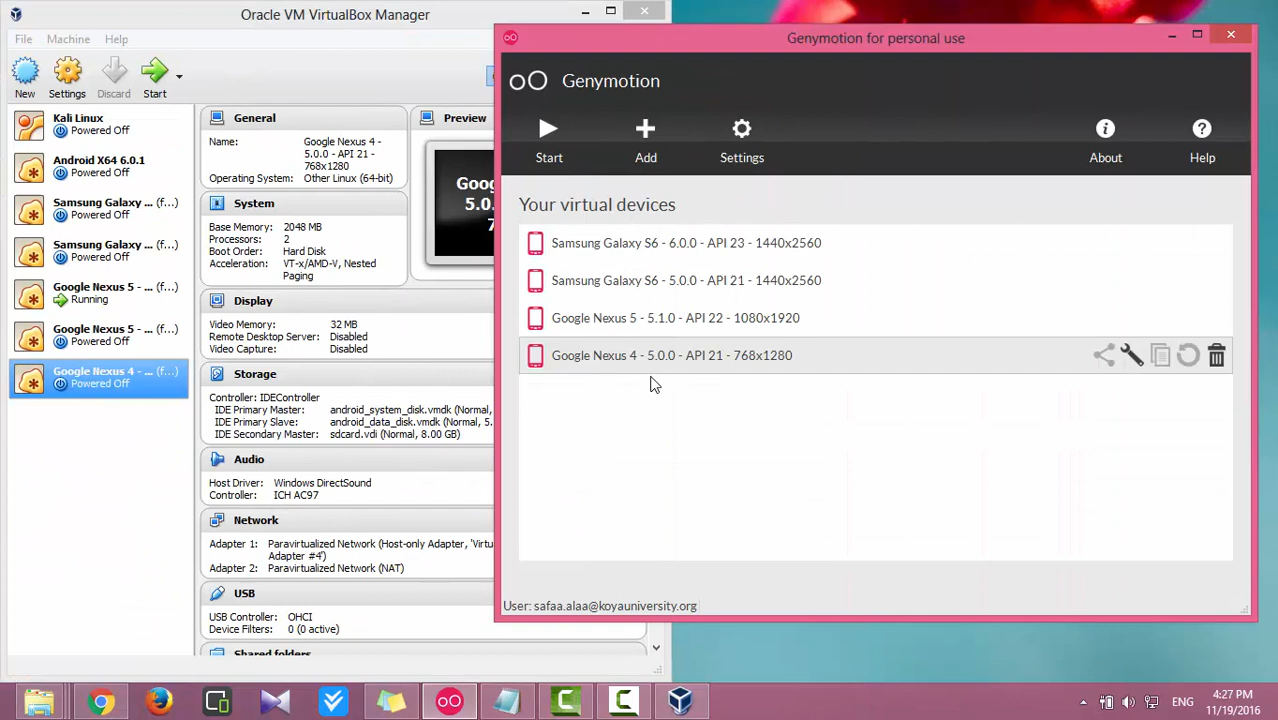 Oracle VM VirtualBox Manager
File Machine Help
New Settings Discard Start
Kali Linux
Powered Off
Android X64 6.0.1
Powered Off
Samsung Galaxy ... (f...)
Powered Off
Samsung Galaxy ... (f...)
Powered Off
Google Nexus 5 - ... (f...)
Running
Google Nexus 5 - ... (f...)
Powered Off
Google Nexus 4 - ... (f...)
Powered Off
General
Name: Google Nexus 4 -
5.0.0 - API 21 -
768x1280
Operating System: Other Linux (64-bit)
Preview
System
Base Memory: 2048 MB
Processors: 2
Boot Order: Hard Disk
Acceleration: VT-x/AMD-V, Nested
Paging
Display
Video Memory: 32 MB
Remote Desktop Server: Disabled
Video Capture: Disabled
Storage
Controller: IDEController
IDE Primary Master: android_system_disk.vmdk (Normal,
IDE Primary Slave: android_data_disk.vmdk (Normal, 5.
IDE Secondary Master: sdcard.vdi (Normal, 8.00 GB)
Audio
Host Driver: Windows DirectSound
Controller: ICH AC97
Network
Adapter 1: Paravirtualized Network (Host-only Adapter, 'Virtu
Adapter #4')
Adapter 2: Paravirtualized Network (NAT)
USB
USB Controller: OHCI
Device Filters: 0 (0 active)
Shared folders
Genymotion for personal use
Genymotion
Start Add Settings About Help
Your virtual devices
Samsung Galaxy S6 - 6.0.0 - API 23 - 1440x2560
Samsung Galaxy S6 - 5.0.0 - API 21 - 1440x2560
Google Nexus 5 - 5.1.0 - API 22 - 1080x1920
Google Nexus 4 - 5.0.0 - API 21 - 768x1280
User: safaa.alaa@koyauniversity.org
ENG
4:27 PM
11/19/2016